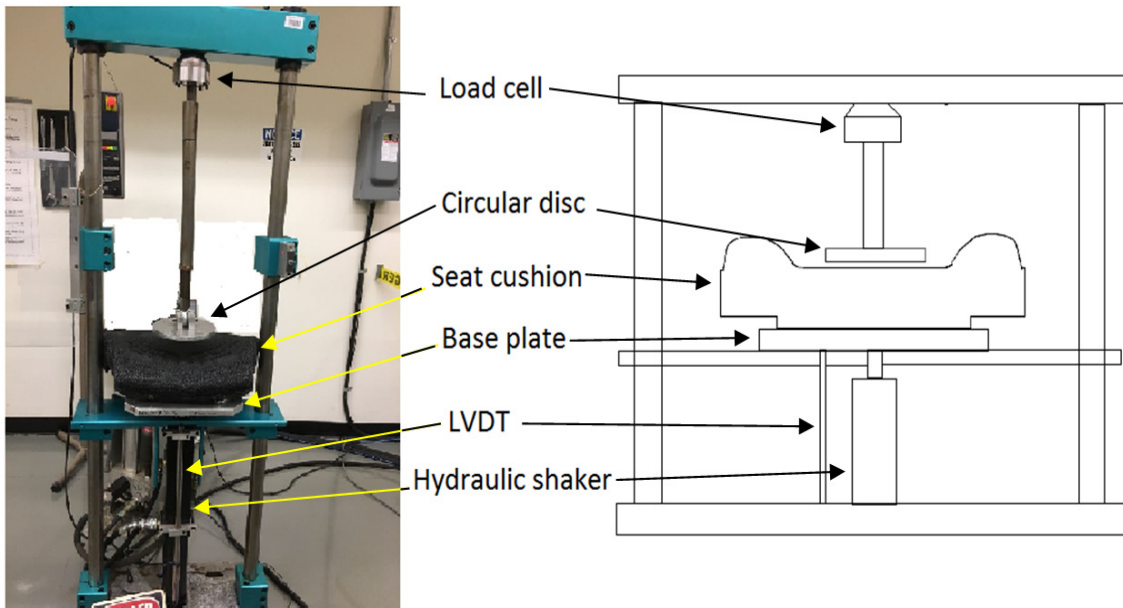 Load cell
Circular disc
Seat cushion
Base plate
LVDT
Hydraulic shaker